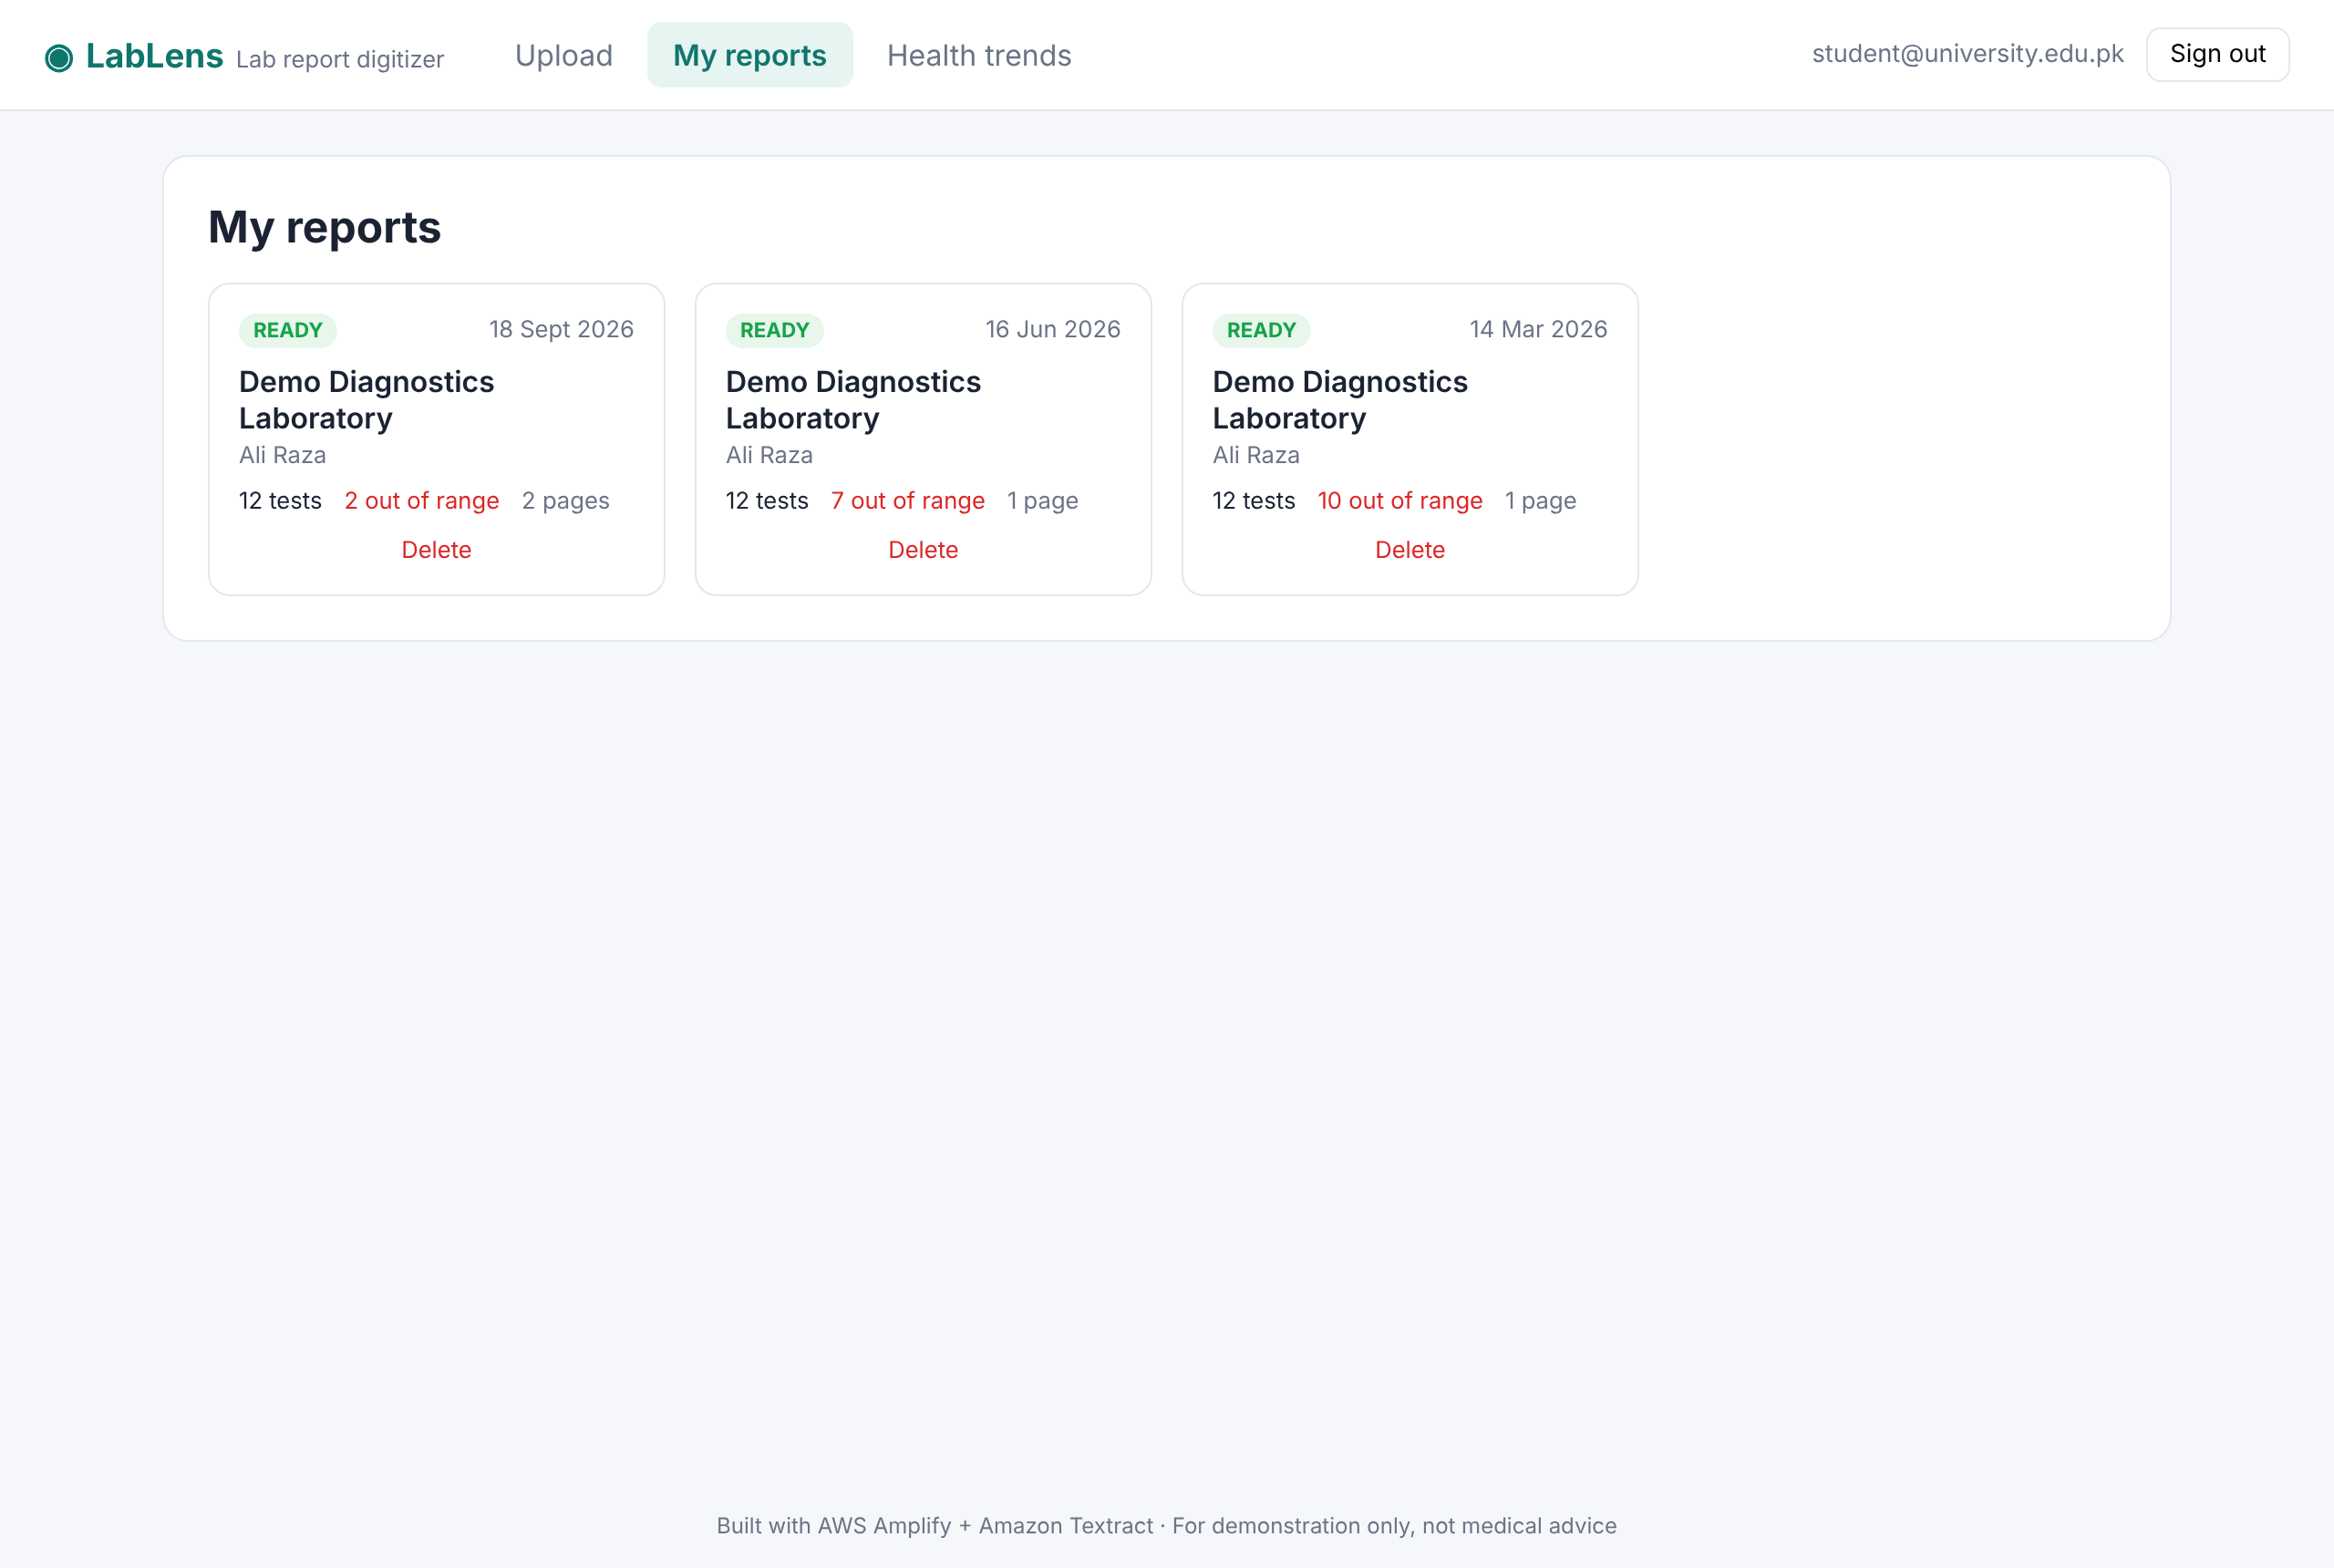 LabLens Lab report digitizer Upload My reports Health trends student@university.edu.pk Sign out
My reports
READY 18 Sept 2026
Demo Diagnostics
Laboratory
Ali Raza
12 tests 2 out of range 2 pages
Delete
READY 16 Jun 2026
Demo Diagnostics
Laboratory
Ali Raza
12 tests 7 out of range 1 page
Delete
READY 14 Mar 2026
Demo Diagnostics
Laboratory
Ali Raza
12 tests 10 out of range 1 page
Delete
Built with AWS Amplify + Amazon Textract · For demonstration only, not medical advice